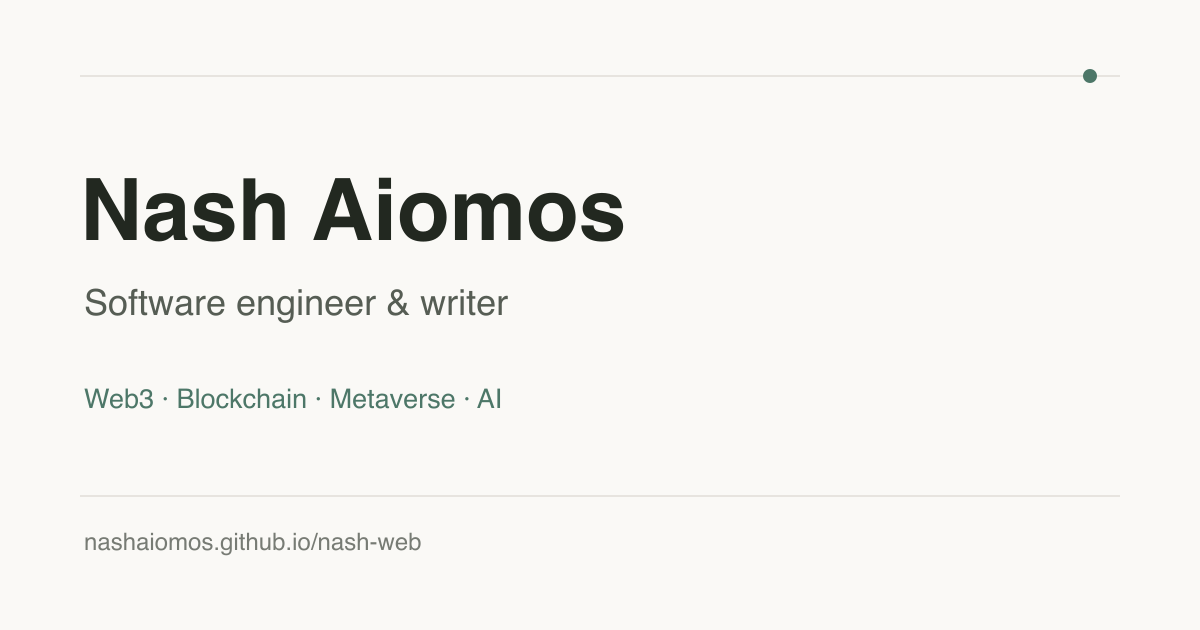 Nash Aiomos
Software engineer & writer
Web3 · Blockchain · Metaverse · AI
nashaiomos.github.io/nash-web